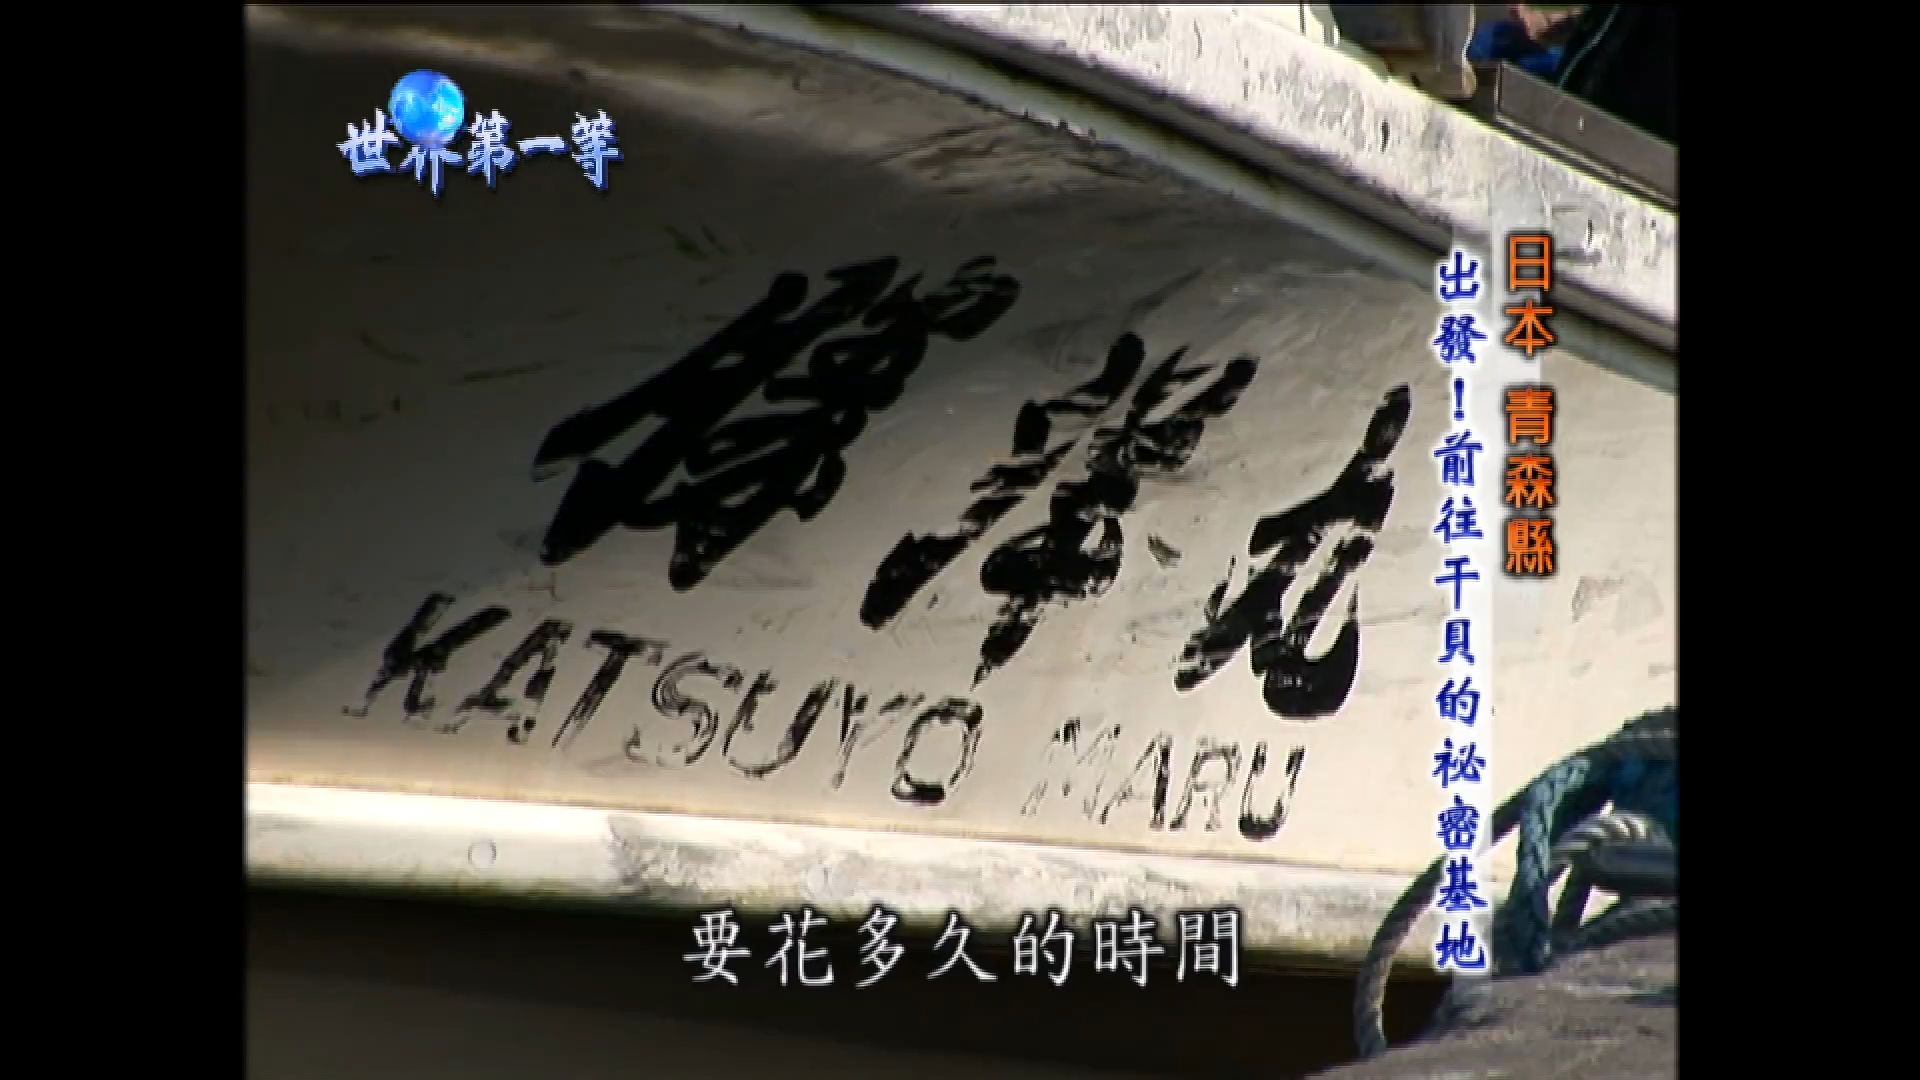 世界第一等
日本 青森縣
出發！前往干貝的祕密基地
KATSUYO MARU
要花多久的時間